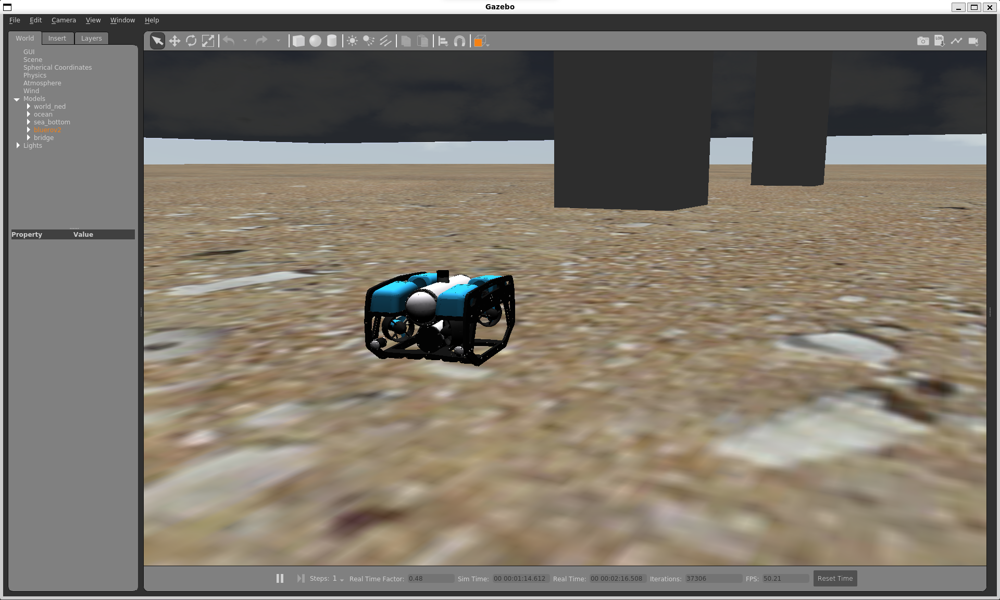 Gazebo
File Edit Camera View Window Help
World Insert Layers
LOG
GUI
Scene
Spherical Coordinates
Physics
Atmosphere
Wind
Models
world_ned
ocean
sea_bottom
bluerov2
bridge
Lights
Property Value
Steps: 1 Real Time Factor: 0.48 Sim Time: 00 00:01:14.612 Real Time: 00 00:02:16.508 Iterations: 37306 FPS: 50.21 Reset Time